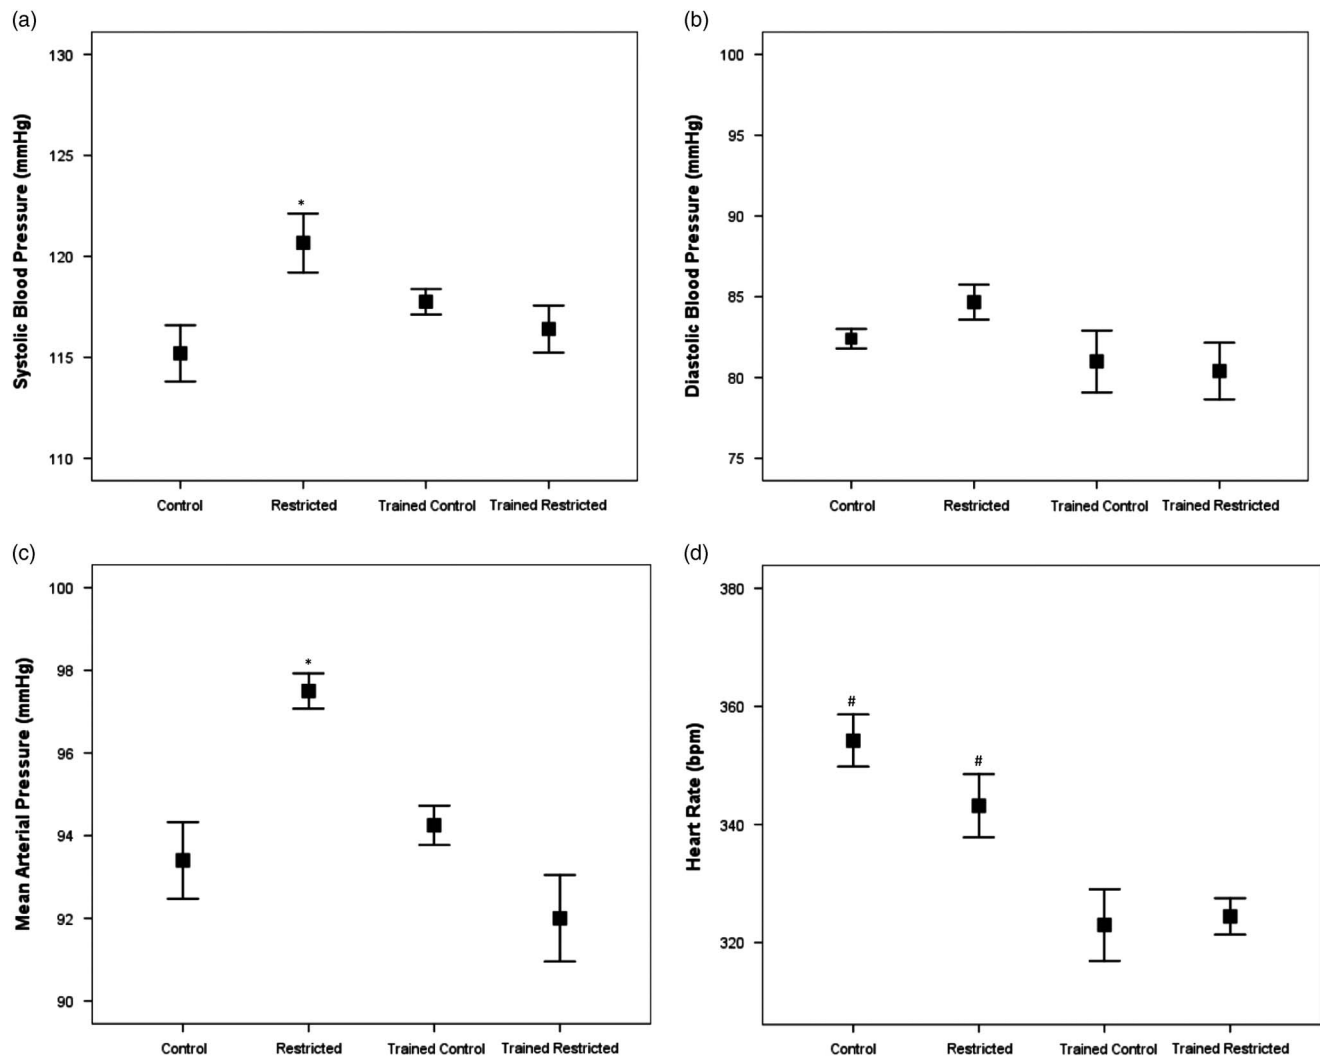 (a)
Systolic Blood Pressure (mmHg)
130
125
120
115
110
*
Control Restricted Trained Control Trained Restricted
(b)
Diastolic Blood Pressure (mmHg)
100
95
90
85
80
75
Control Restricted Trained Control Trained Restricted
(c)
Mean Arterial Pressure (mmHg)
100
98
96
94
92
90
*
Control Restricted Trained Control Trained Restricted
(d)
Heart Rate (bpm)
380
360
340
320
#
#
Control Restricted Trained Control Trained Restricted